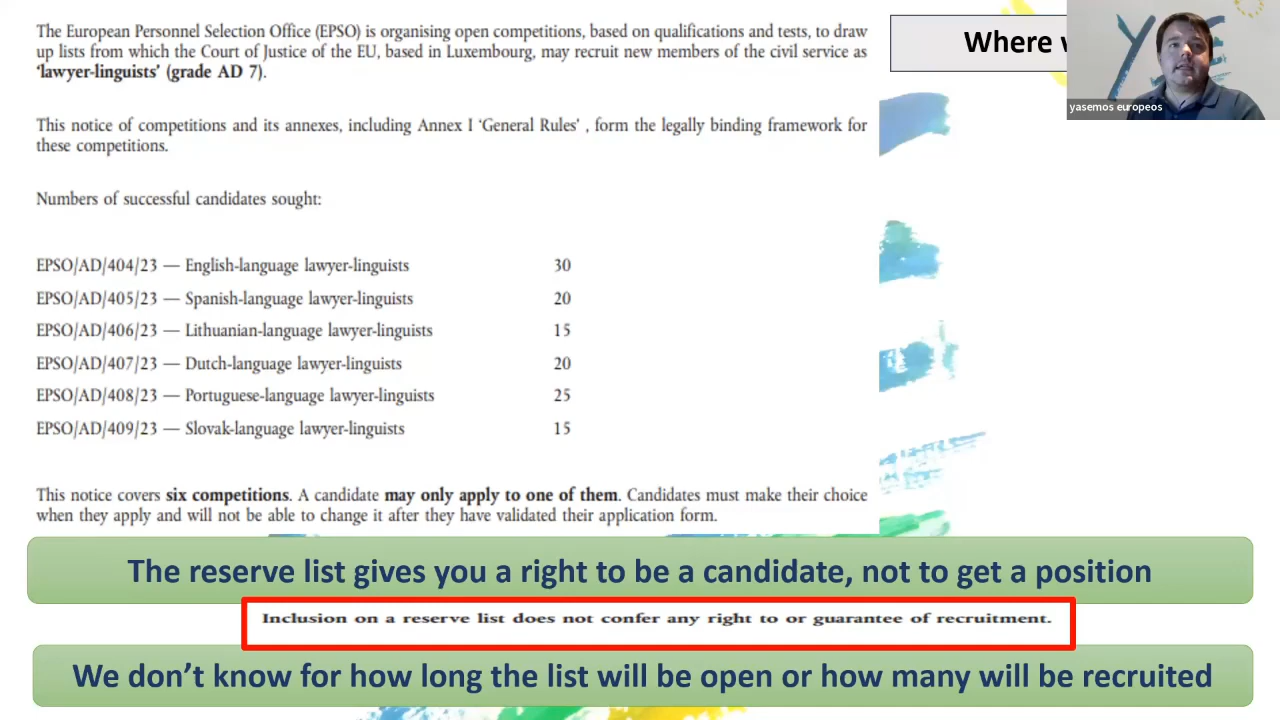 The European Personnel Selection Office (EPSO) is organising open competitions, based on qualifications and tests, to draw
up lists from which the Court of Justice of the EU, based in Luxembourg, may recruit new members of the civil service as
‘lawyer-linguists’ (grade AD 7).
This notice of competitions and its annexes, including Annex I ‘General Rules’ , form the legally binding framework for
these competitions.
Numbers of successful candidates sought:
EPSO/AD/404/23 — English-language lawyer-linguists 30
EPSO/AD/405/23 — Spanish-language lawyer-linguists 20
EPSO/AD/406/23 — Lithuanian-language lawyer-linguists 15
EPSO/AD/407/23 — Dutch-language lawyer-linguists 20
EPSO/AD/408/23 — Portuguese-language lawyer-linguists 25
EPSO/AD/409/23 — Slovak-language lawyer-linguists 15
This notice covers six competitions. A candidate may only apply to one of them. Candidates must make their choice
when they apply and will not be able to change it after they have validated their application form.
Where
yasemos europeos
The reserve list gives you a right to be a candidate, not to get a position
Inclusion on a reserve list does not confer any right to or guarantee of recruitment.
We don’t know for how long the list will be open or how many will be recruited